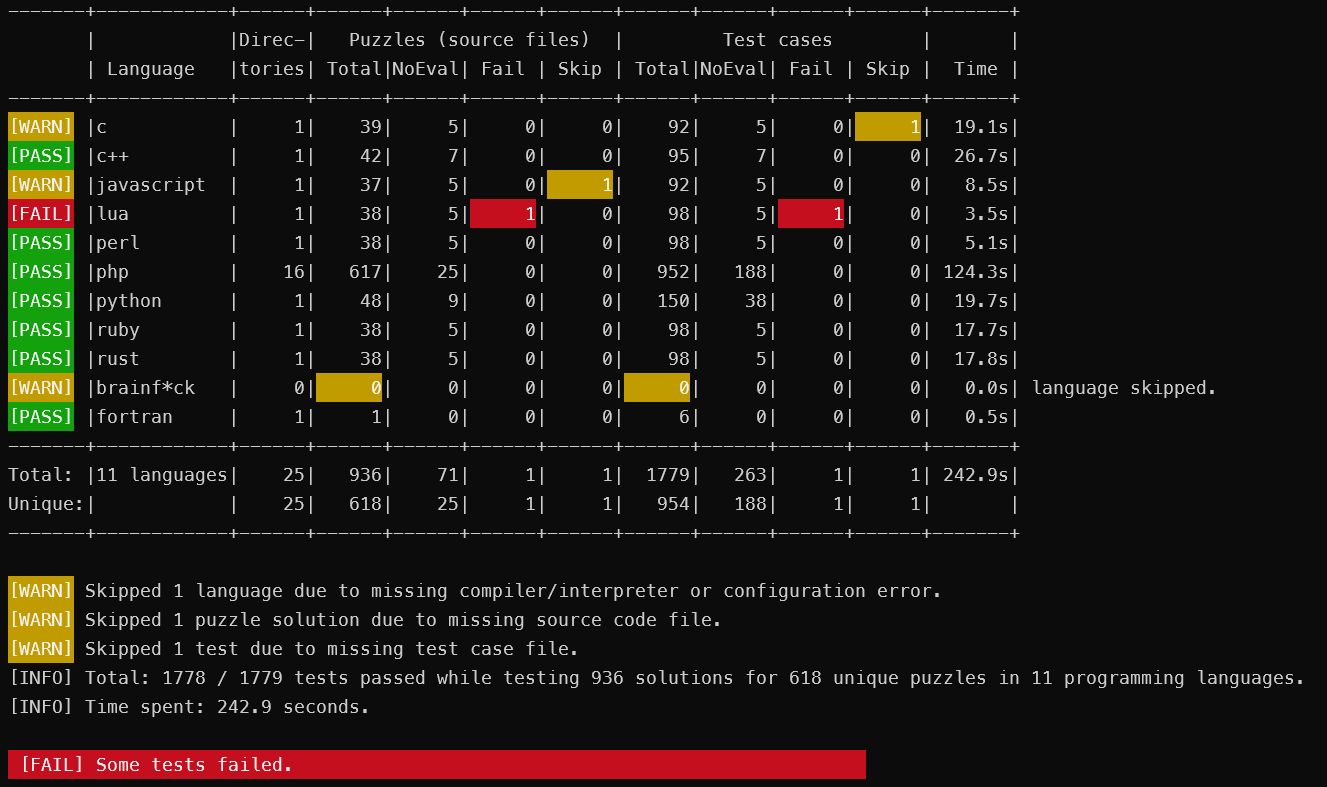 -------+------------+------+------+------+------+------+------+------+------+------+-------+
       |            |Direc-|   Puzzles (source files)  |         Test cases        |       |
       | Language   |tories| Total|NoEval| Fail | Skip | Total|NoEval| Fail | Skip |  Time |
-------+------------+------+------+------+------+------+------+------+------+------+-------+
[WARN] |c           |     1|    39|     5|     0|     0|    92|     5|     0|     1|  19.1s|
[PASS] |c++         |     1|    42|     7|     0|     0|    95|     7|     0|     0|  26.7s|
[WARN] |javascript  |     1|    37|     5|     0|     1|    92|     5|     0|     0|   8.5s|
[FAIL] |lua         |     1|    38|     5|     1|     0|    98|     5|     1|     0|   3.5s|
[PASS] |perl        |     1|    38|     5|     0|     0|    98|     5|     0|     0|   5.1s|
[PASS] |php         |    16|   617|    25|     0|     0|   952|   188|     0|     0| 124.3s|
[PASS] |python      |     1|    48|     9|     0|     0|   150|    38|     0|     0|  19.7s|
[PASS] |ruby        |     1|    38|     5|     0|     0|    98|     5|     0|     0|  17.7s|
[PASS] |rust        |     1|    38|     5|     0|     0|    98|     5|     0|     0|  17.8s|
[WARN] |brainf*ck   |     0|     0|     0|     0|     0|     0|     0|     0|     0|   0.0s| language skipped.
[PASS] |fortran     |     1|     1|     0|     0|     0|     6|     0|     0|     0|   0.5s|
-------+------------+------+------+------+------+------+------+------+------+------+-------+
Total: |11 languages|    25|   936|    71|     1|     1|  1779|   263|     1|     1| 242.9s|
Unique:|            |    25|   618|    25|     1|     1|   954|   188|     1|     1|       |
-------+------------+------+------+------+------+------+------+------+------+------+-------+
[WARN] Skipped 1 language due to missing compiler/interpreter or configuration error.
[WARN] Skipped 1 puzzle solution due to missing source code file.
[WARN] Skipped 1 test due to missing test case file.
[INFO] Total: 1778 / 1779 tests passed while testing 936 solutions for 618 unique puzzles in 11 programming languages.
[INFO] Time spent: 242.9 seconds.
[FAIL] Some tests failed.